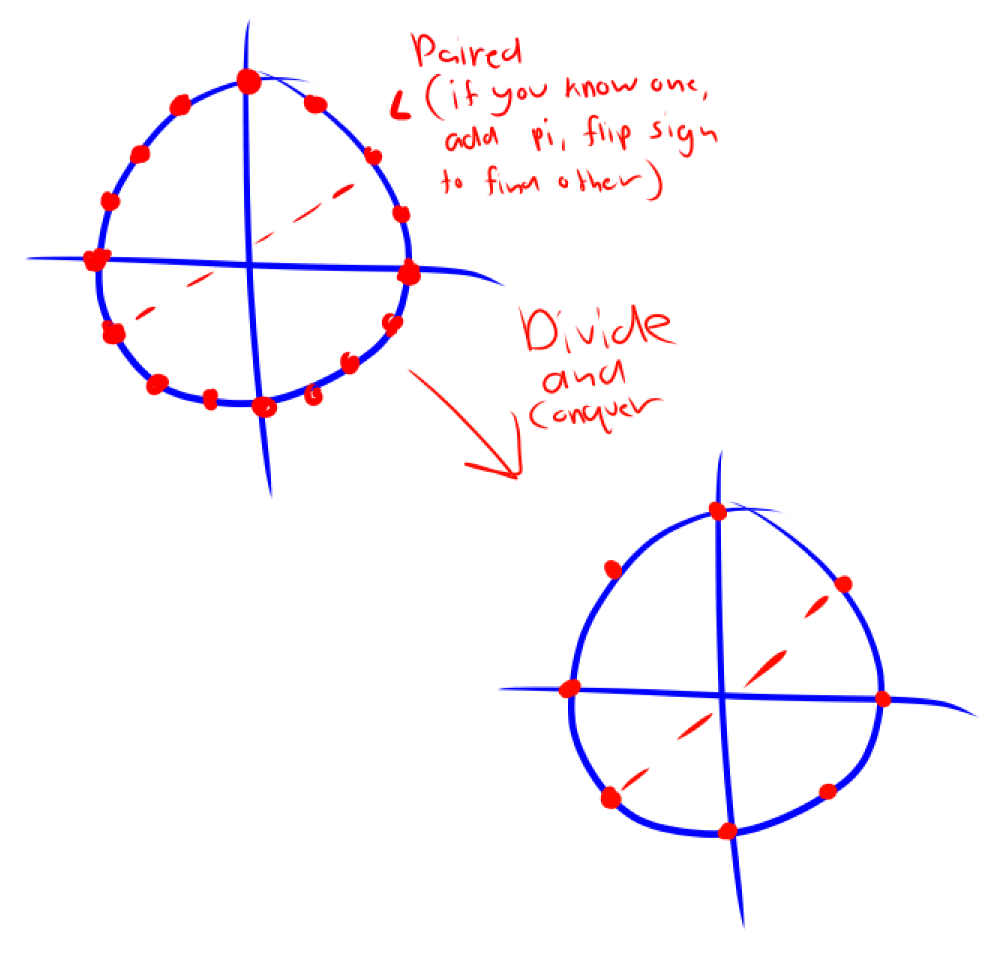 Paired
(if you know one,
add pi, flip sign
to find other)
Divide
and
Conquer